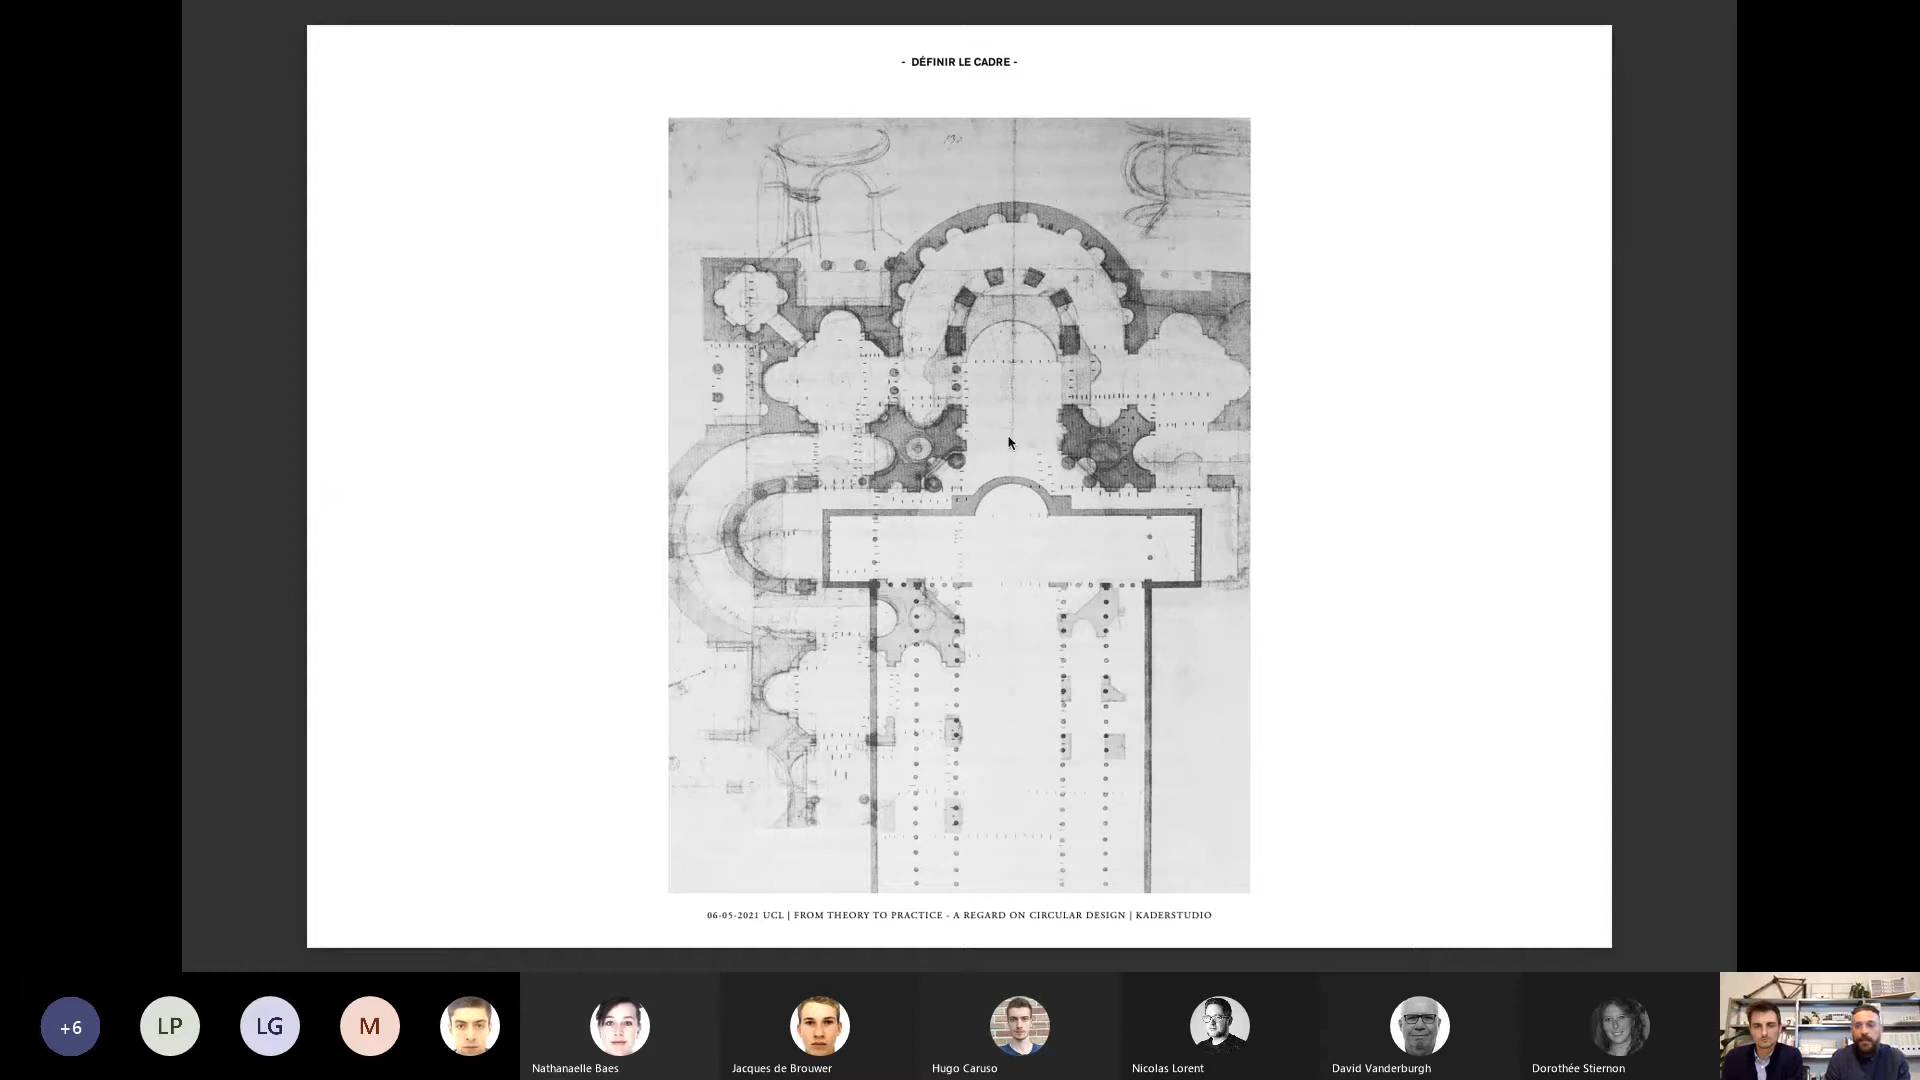 - DÉFINIR LE CADRE -
06-05-2021 UCL | FROM THEORY TO PRACTICE - A REGARD ON CIRCULAR DESIGN | KADERSTUDIO
+6
LP
LG
M
Nathanaelle Baes
Jacques de Brouwer
Hugo Caruso
Nicolas Lorent
David Vanderburgh
Dorothée Stiernon